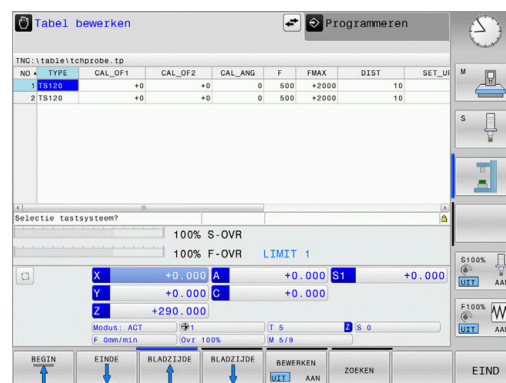 Tabel bewerken
Programmeren
TNC:\table\tchprobe.tp
NO TYPE CAL_OF1 CAL_OF2 CAL_ANG F FMAX DIST SET_UI
1 TS120 +0 +0 0 500 +2000 10
2 TS120 +0 +0 0 500 +2000 10
Selectie tastsysteem?
100% S-OVR
100% F-OVR LIMIT 1
X +0.000 A +0.000 S1 +0.000
Y +0.000 C +0.000
Z +290.000
Modus: ACT 1 T 5 Z S 0
F 0mm/min Ovr 100% M 5/9
M
S
S100%
UIT AAN
F100%
UIT AAN
BEGIN
EINDE
BLADZIJDE
BLADZIJDE
BEWERKEN
UIT AAN
ZOEKEN
EIND